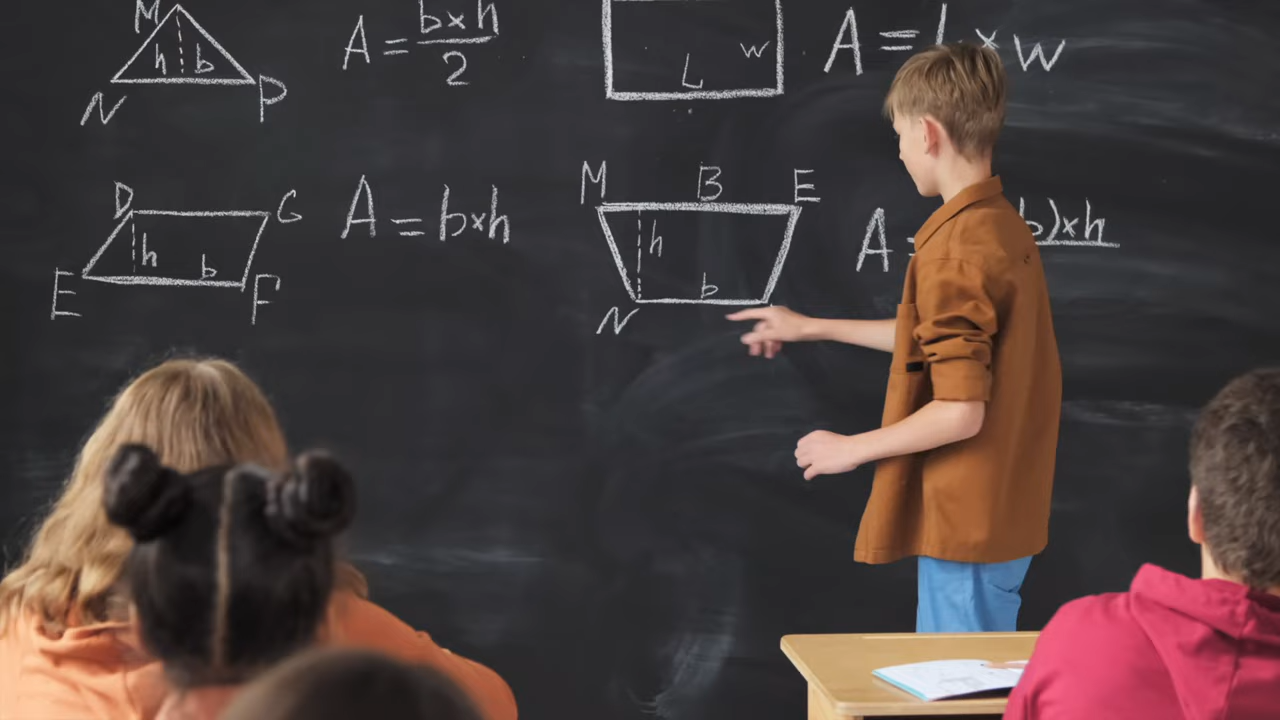 M
h b
N P
A = b×h
2
W
L
A = L × W
D G
h b
E F
A = b×h
M B E
h
b
N
A =
b)×h